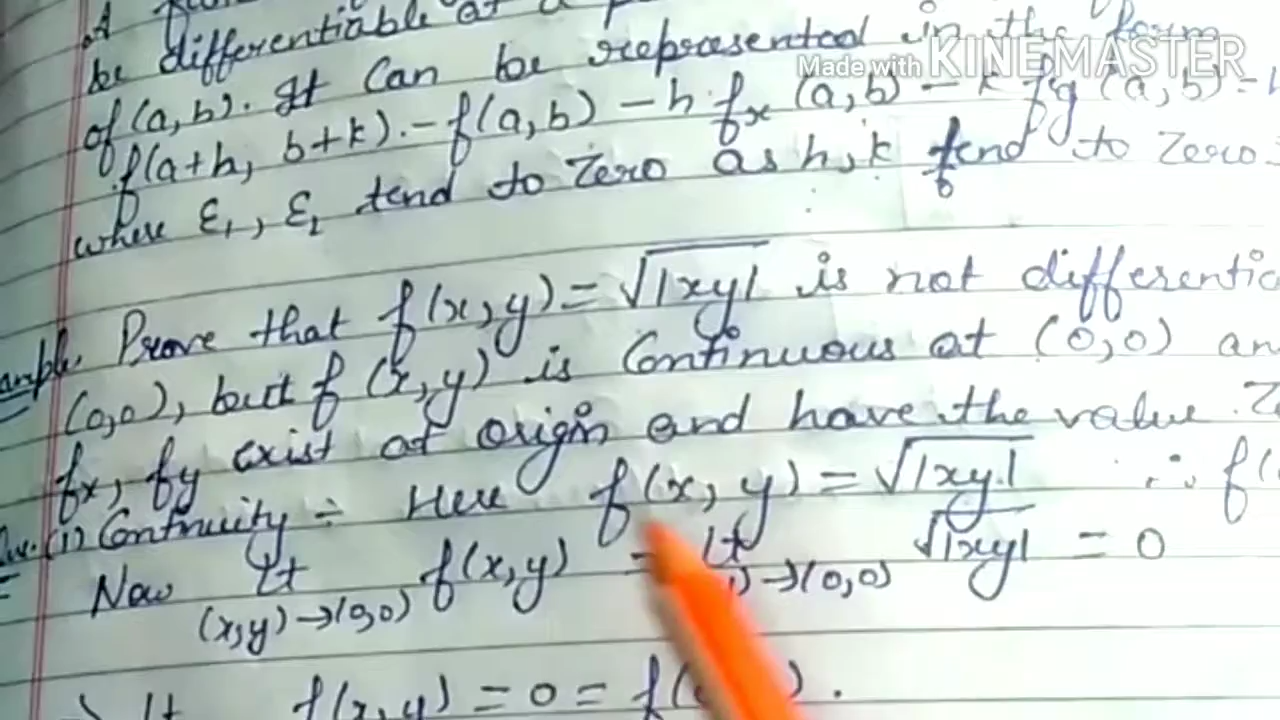 A
be differentiable at a
of (a, b). It can be represented in the form
f(a+h, b+k).-f(a, b) - h.fx (a, b) - k fy (a, b) =
where ε1, ε2 tend to zero as h, k tend to zero.
Made with KINEMASTER
Prove that f(x, y) = √|xy| is not
(0,0), but f (x, y) is continuous at (0,0)
fx, fy exist at origin and have the value.
(1) Continuity ÷ Here f(x, y) = √|xy| ∴ f(
Now Lt f(x,y) = Lt √|xy| = 0
(x,y)→(0,0) )→(0,0)
Lt f(x,y) = 0 = f( ).